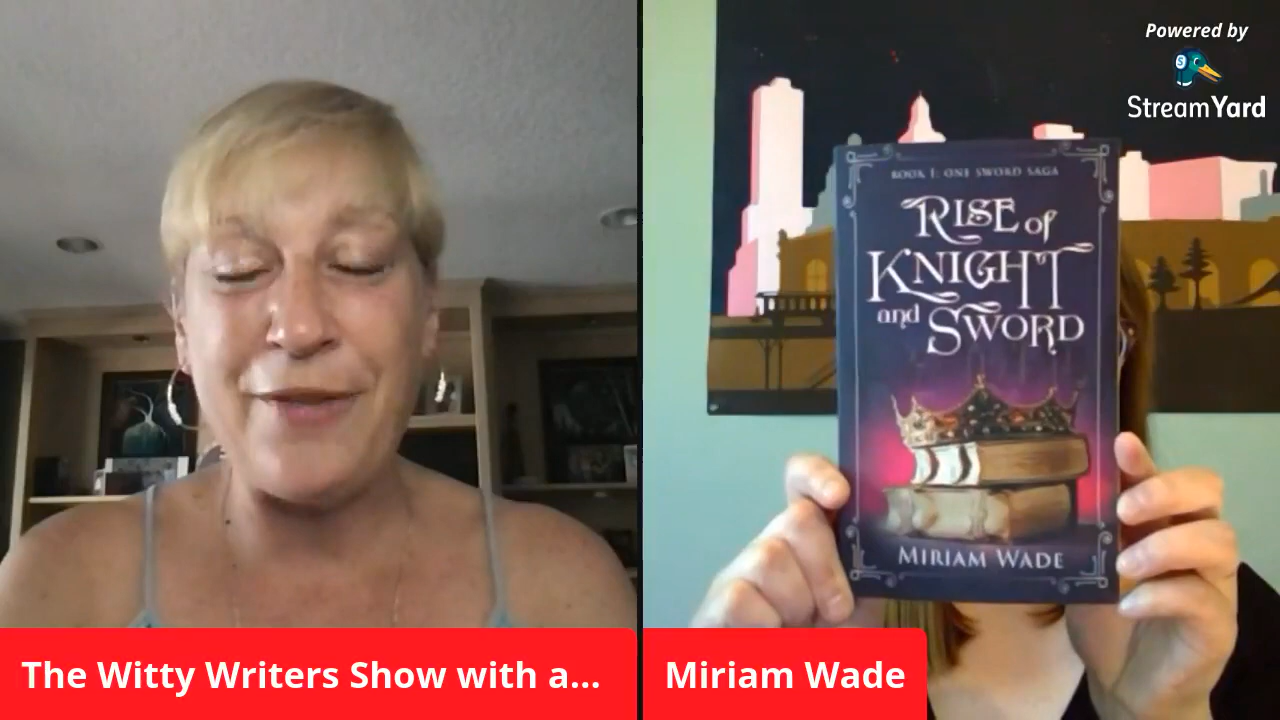 Powered by
StreamYard
BOOK I: ONE SWORD SAGA
RISE of
KNIGHT
and SWORD
MIRIAM WADE
The Witty Writers Show with a...
Miriam Wade